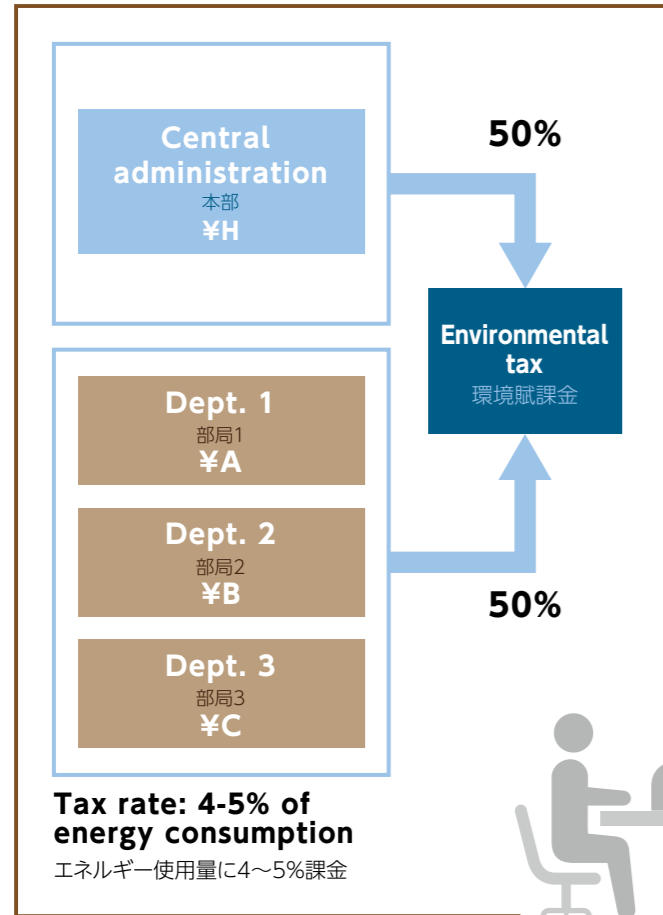 Central
administration
本部
¥H
50%
Environmental
tax
環境賦課金
Dept. 1
部局1
¥A
Dept. 2
部局2
¥B
Dept. 3
部局3
¥C
50%
Tax rate: 4-5% of
energy consumption
エネルギー使用量に4〜5%課金